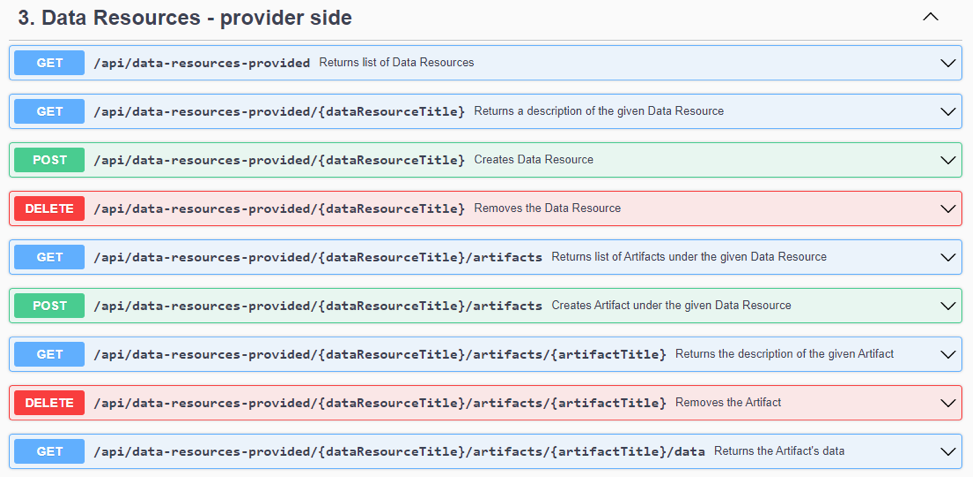 3. Data Resources - provider side
GET /api/data-resources-provided Returns list of Data Resources
GET /api/data-resources-provided/{dataResourceTitle} Returns a description of the given Data Resource
POST /api/data-resources-provided/{dataResourceTitle} Creates Data Resource
DELETE /api/data-resources-provided/{dataResourceTitle} Removes the Data Resource
GET /api/data-resources-provided/{dataResourceTitle}/artifacts Returns list of Artifacts under the given Data Resource
POST /api/data-resources-provided/{dataResourceTitle}/artifacts Creates Artifact under the given Data Resource
GET /api/data-resources-provided/{dataResourceTitle}/artifacts/{artifactTitle} Returns the description of the given Artifact
DELETE /api/data-resources-provided/{dataResourceTitle}/artifacts/{artifactTitle} Removes the Artifact
GET /api/data-resources-provided/{dataResourceTitle}/artifacts/{artifactTitle}/data Returns the Artifact's data